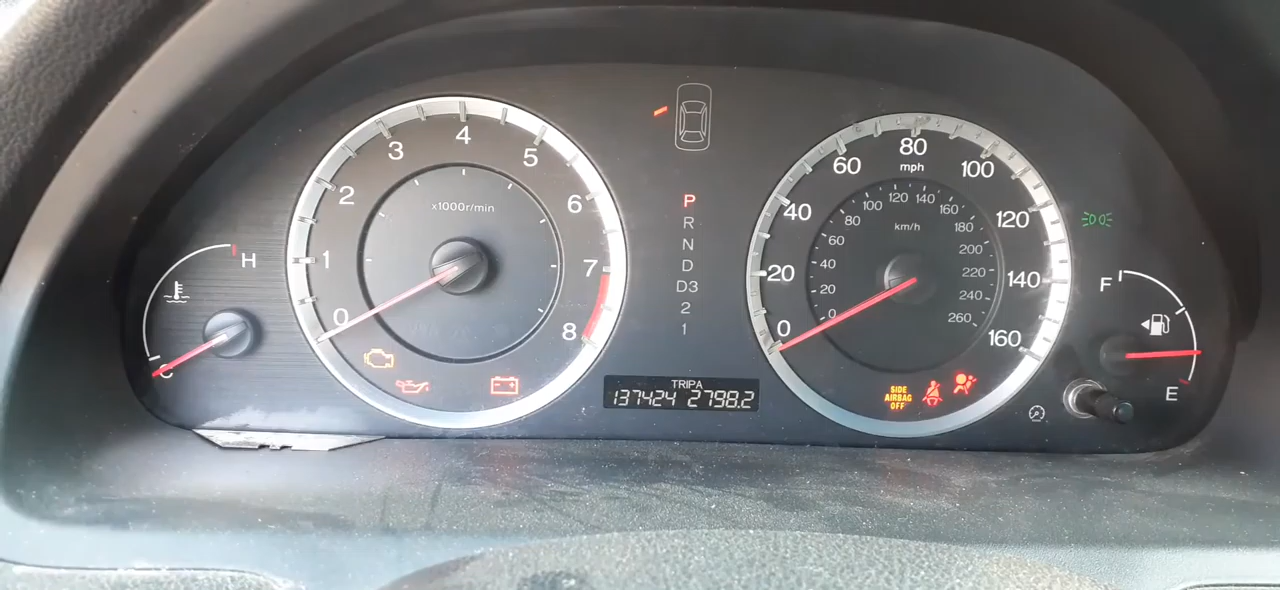 0 1 2 3 4 5 6 7 8
x1000r/min
H
C
P
R
N
D
D3
2
1
TRIPA
137424 2798.2
0 20 40 60 80 100 120 140 160
mph
0 20 40 60 80 100 120 140 160 180 200 220 240 260
km/h
SIDE
AIRBAG
OFF
F
E